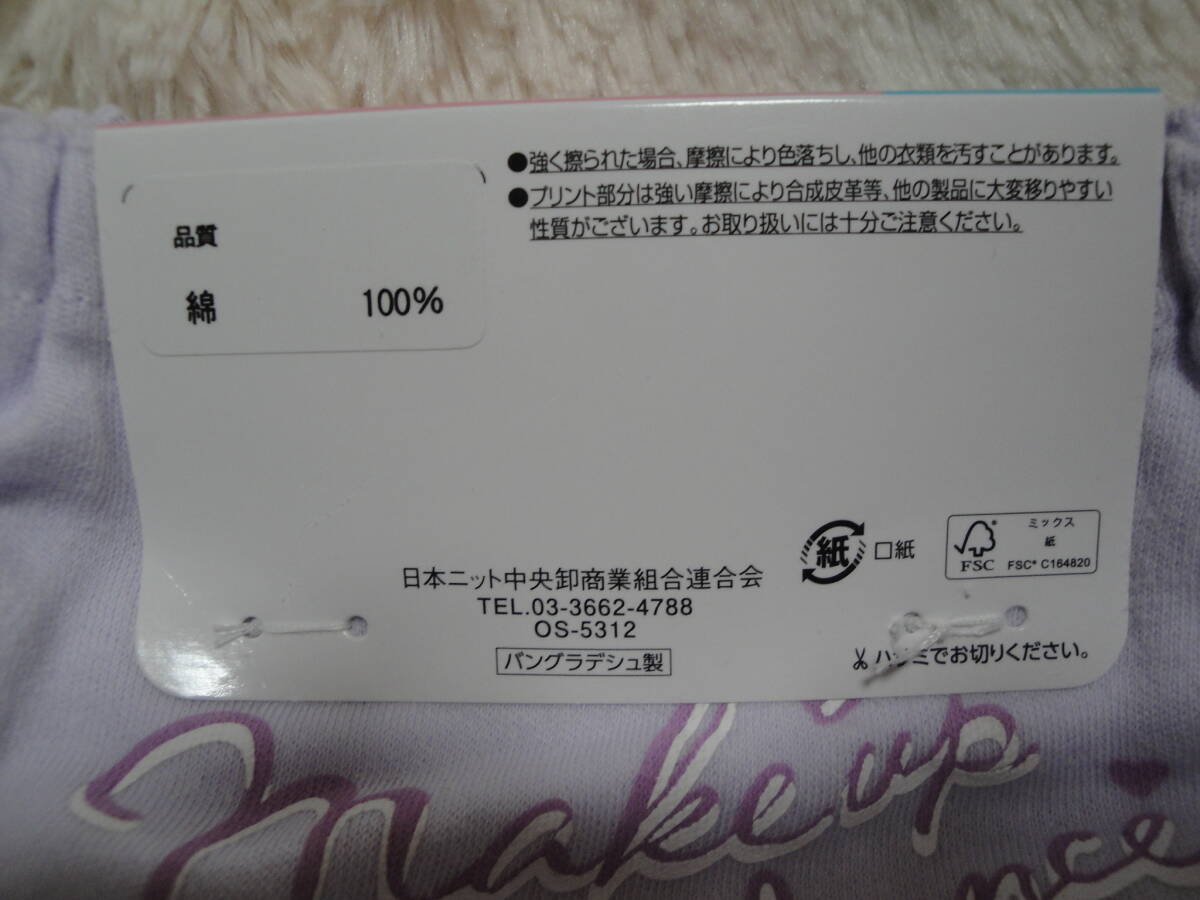 ●強く擦られた場合、摩擦により色落ちし、他の衣類を汚すことがあります。
●プリント部分は強い摩擦により合成皮革等、他の製品に大変移りやすい
性質がございます。お取り扱いには十分ご注意ください。
品質
綿 100%
紙 口紙
ミックス
紙
FSC
FSC® C164820
日本ニット中央卸商業組合連合会
TEL.03-3662-4788
OS-5312
バングラデシュ製
ハサミでお切りください。
Makeup